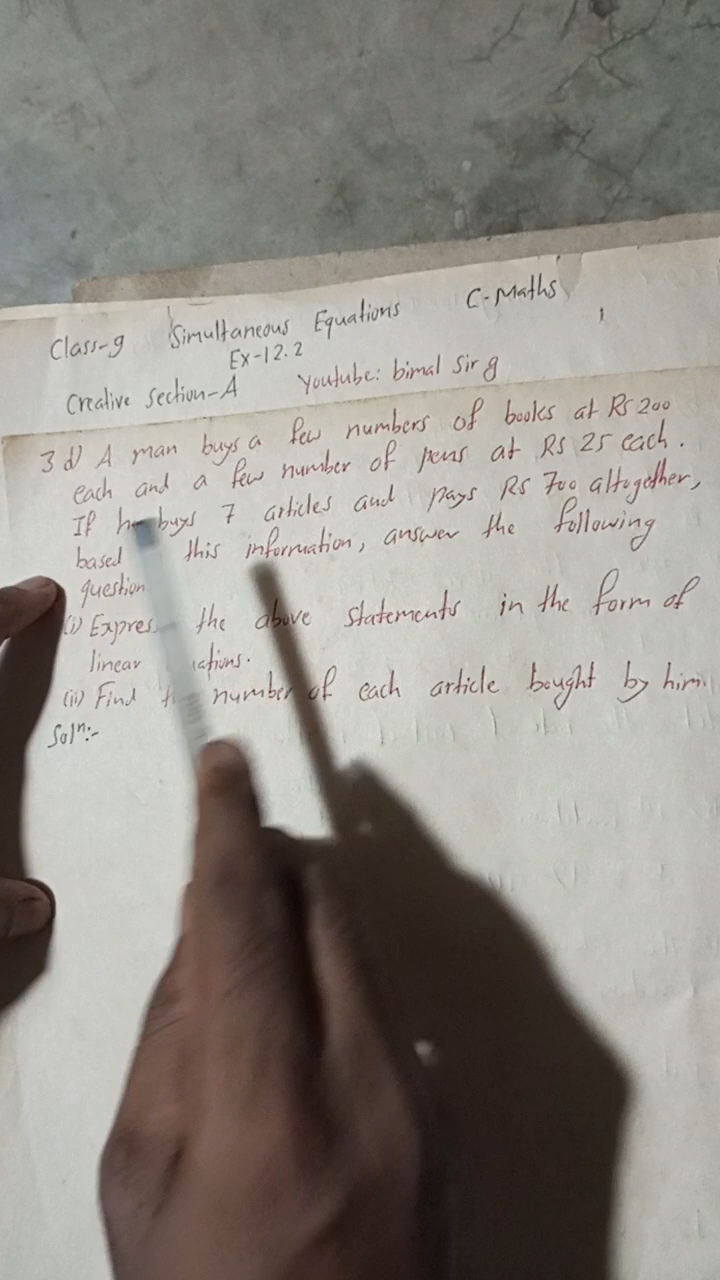 Class-9 Simultaneous Equations C-Maths
Ex-12.2
Creative Section-A Youtube: bimal Sir g
3 d) A man buys a few numbers of books at RS 200
each and a few number of pens at RS 25 each.
If buys 7 articles and pays RS 700 altogether,
based this information, answer the following
question
(i) Express the above statements in the form of
linear
(ii) Find number of each article bought by him.
Solⁿ:-